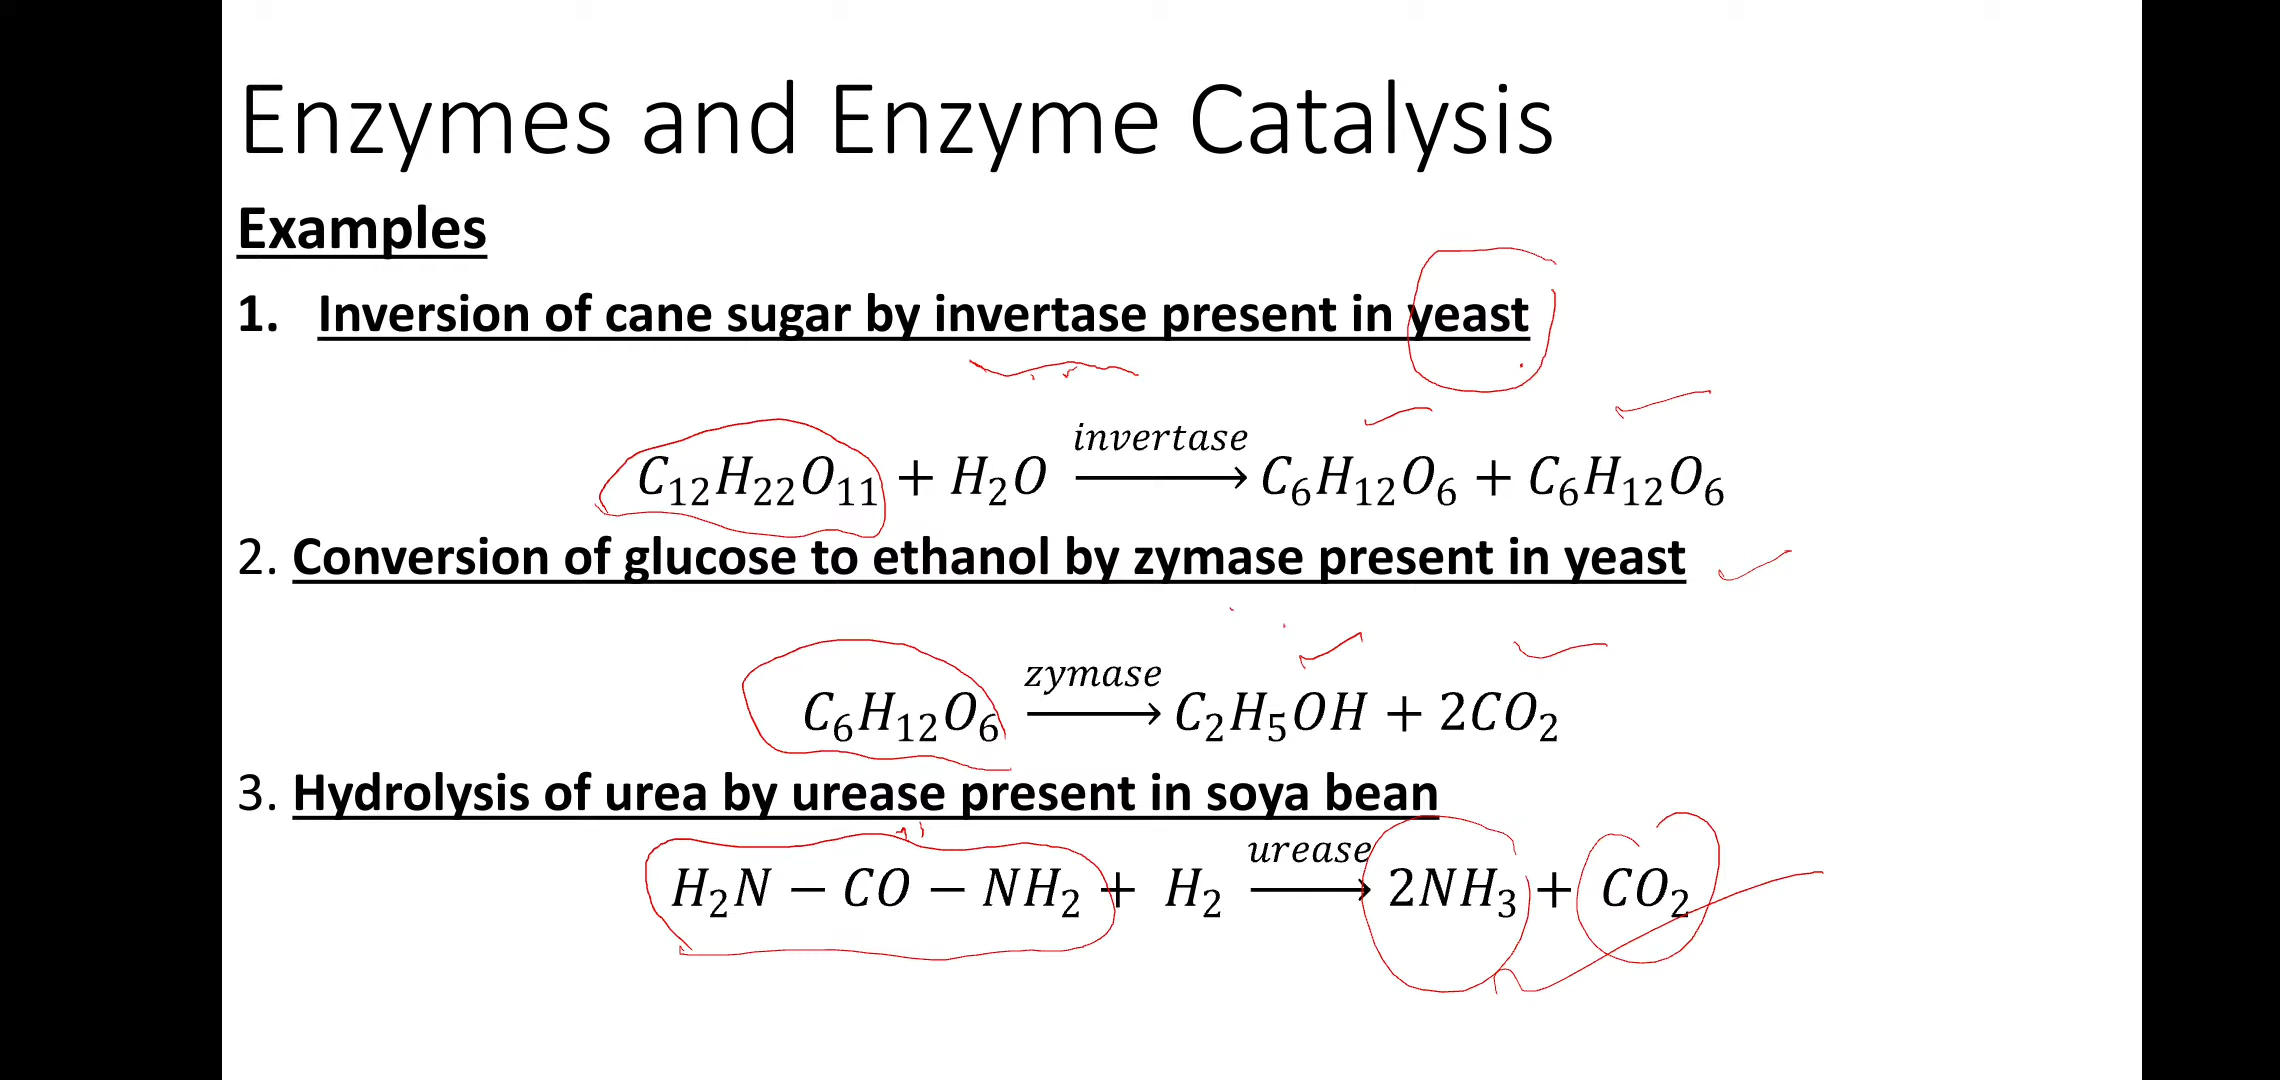 Enzymes and Enzyme Catalysis
Examples
1. Inversion of cane sugar by invertase present in yeast
invertase
C₁₂H₂₂O₁₁ + H₂O ⟶ C₆H₁₂O₆ + C₆H₁₂O₆
2. Conversion of glucose to ethanol by zymase present in yeast
zymase
C₆H₁₂O₆ ⟶ C₂H₅OH + 2CO₂
3. Hydrolysis of urea by urease present in soya bean
urease
H₂N − CO − NH₂ + H₂ ⟶ 2NH₃ + CO₂